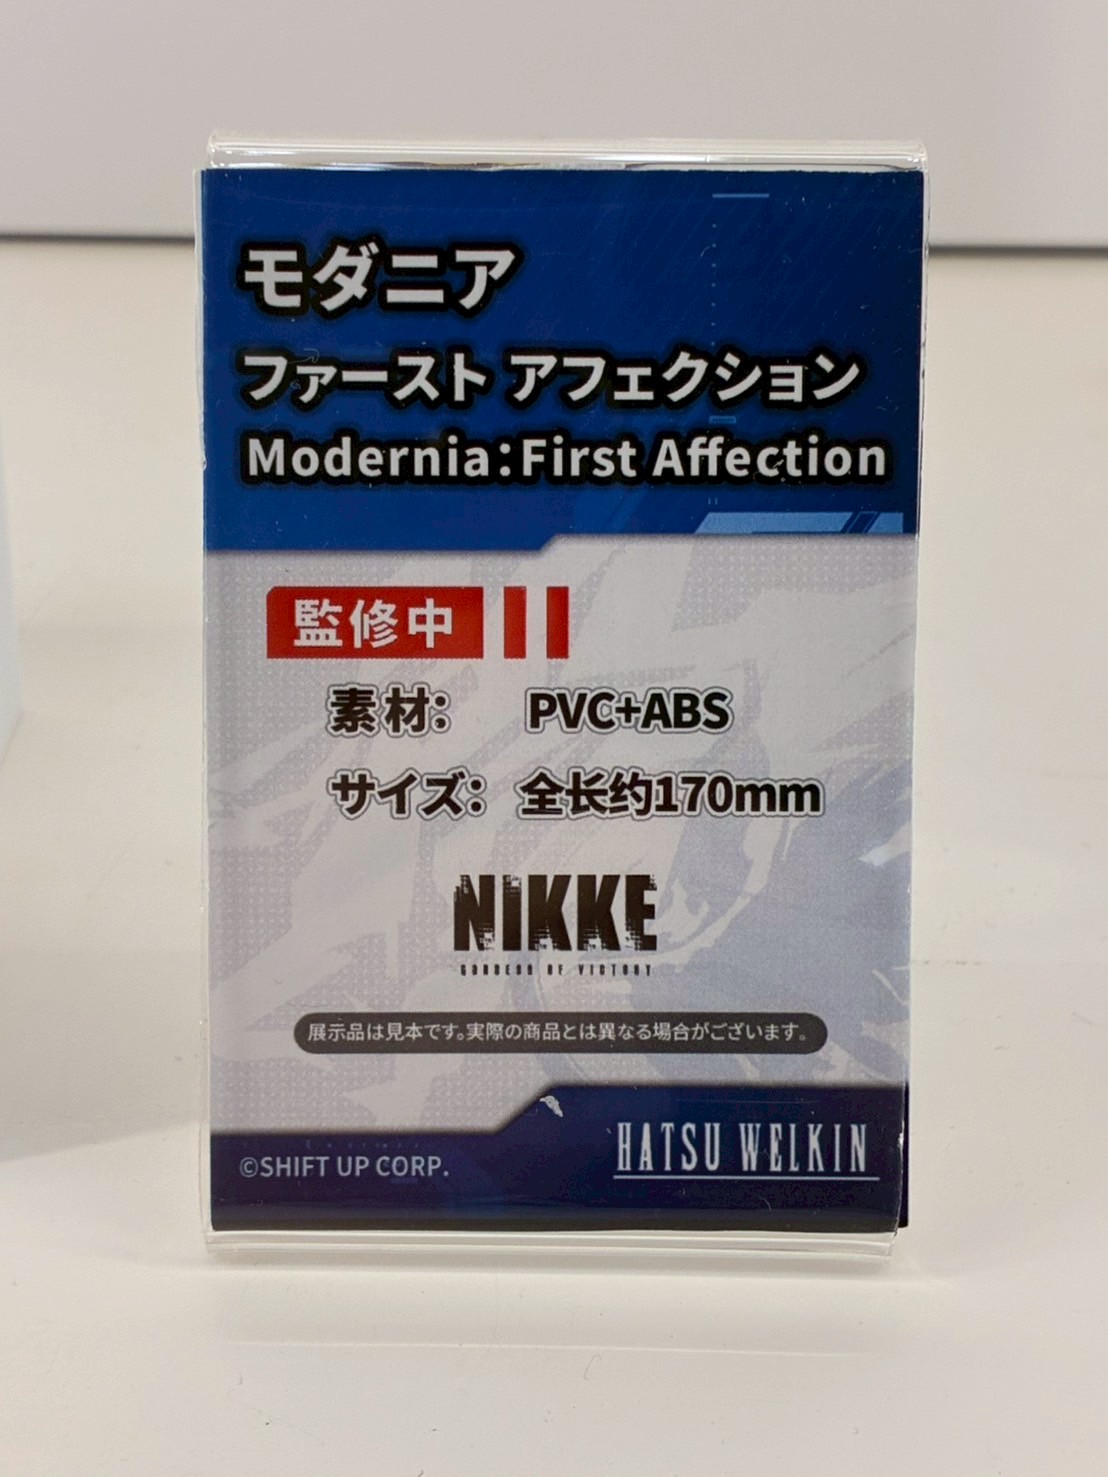 モダニア
ファースト アフェクション
Modernia:First Affection
監修中
素材: PVC+ABS
サイズ: 全长约170mm
NIKKE
GODDESS OF VICTORY
展示品は見本です。実際の商品とは異なる場合がございます。
©SHIFT UP CORP.
HATSU WELKIN